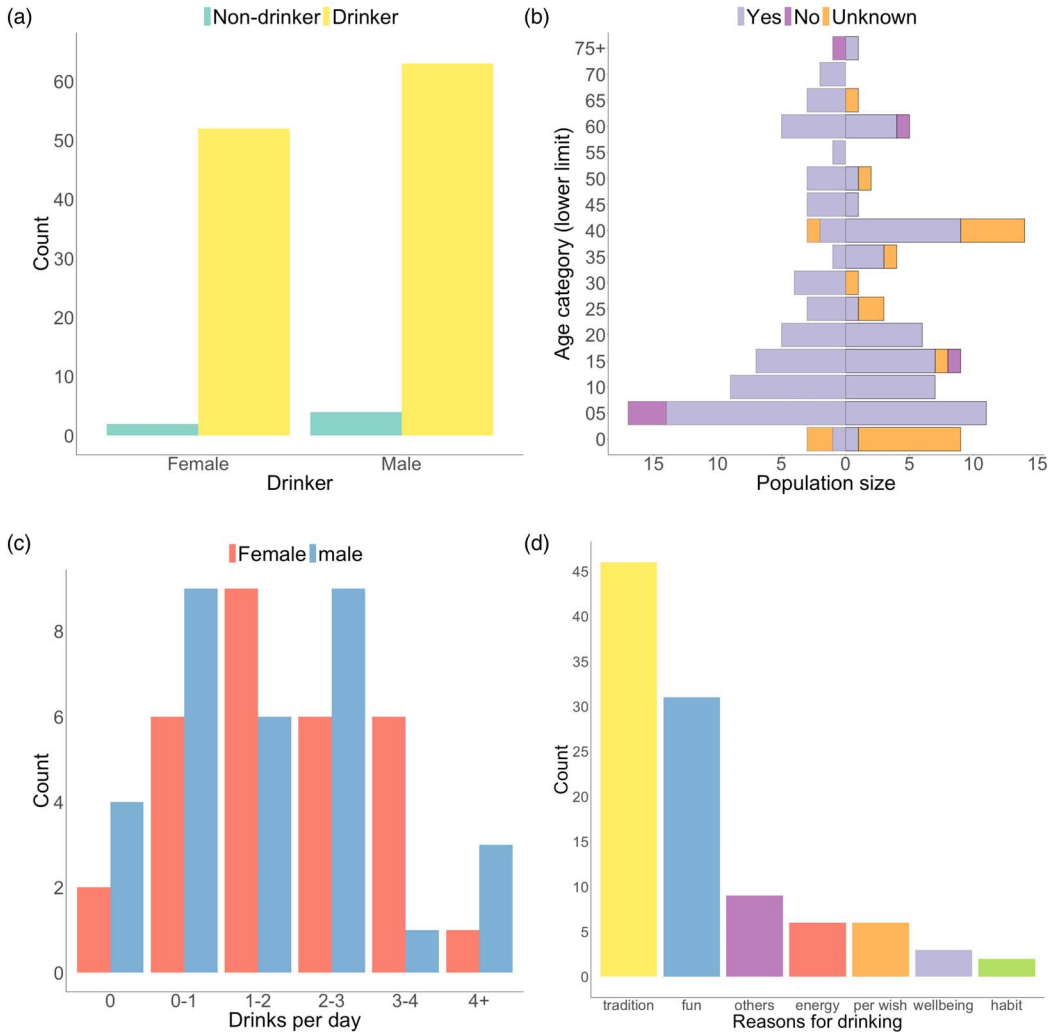 (a)
Non-drinker Drinker
Count
60
50
40
30
20
10
0
Female Male
Drinker
(b)
Yes No Unknown
Age category (lower limit)
75+
70
65
60
55
50
45
40
35
30
25
20
15
10
05
0
15 10 5 0 5 10 15
Population size
(c)
Female male
Count
8
6
4
2
0
0 0-1 1-2 2-3 3-4 4+
Drinks per day
(d)
Count
45
40
35
30
25
20
15
10
5
0
tradition fun others energy per wish wellbeing habit
Reasons for drinking